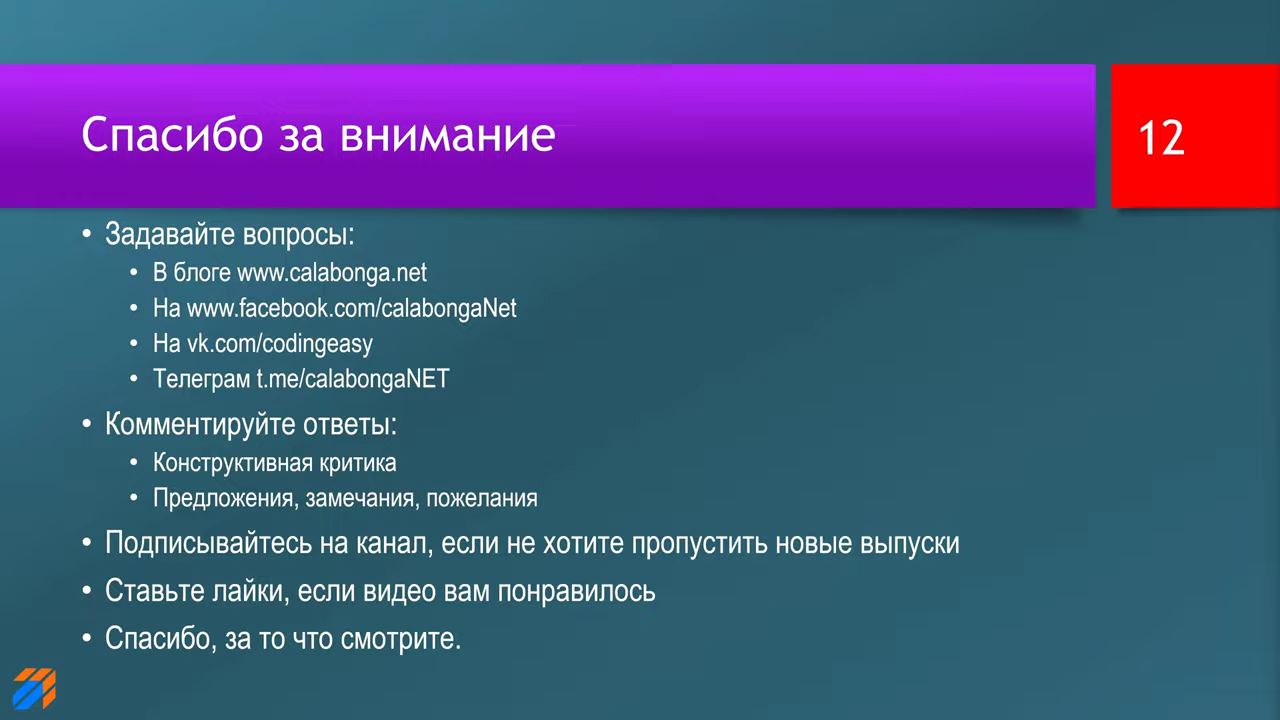 Спасибо за внимание
12
• Задавайте вопросы:
• В блоге www.calabonga.net
• На www.facebook.com/calabongaNet
• На vk.com/codingeasy
• Телеграм t.me/calabongaNET
• Комментируйте ответы:
• Конструктивная критика
• Предложения, замечания, пожелания
• Подписывайтесь на канал, если не хотите пропустить новые выпуски
• Ставьте лайки, если видео вам понравилось
• Спасибо, за то что смотрите.